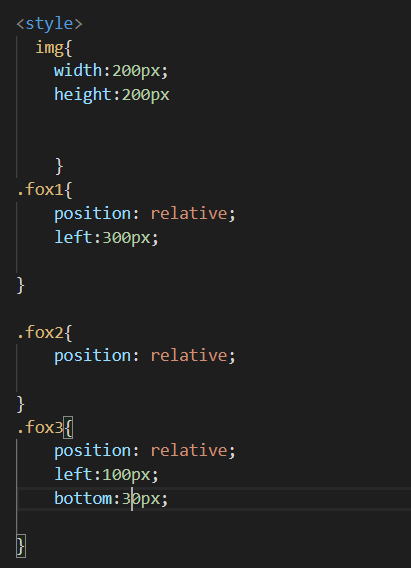 <style>
img{
width:200px;
height:200px
}
.fox1{
position: relative;
left:300px;
}
.fox2{
position: relative;
}
.fox3{
position: relative;
left:100px;
bottom:30px;
}